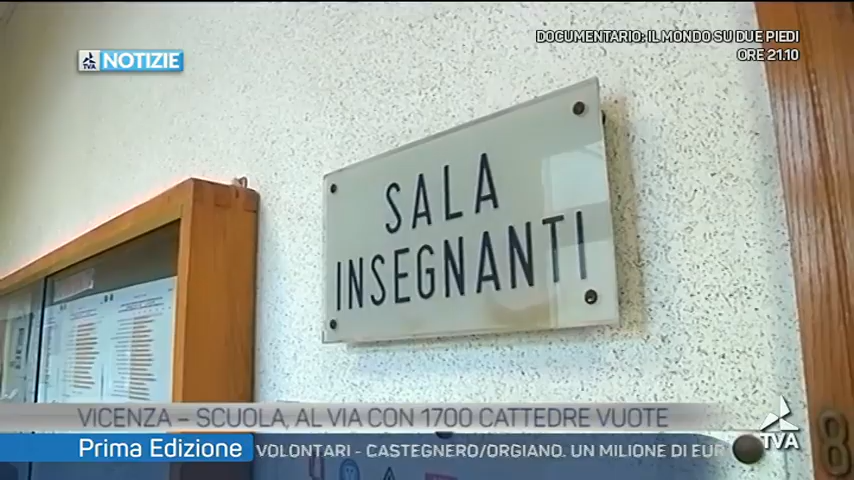 DOCUMENTARIO: IL MONDO SU DUE PIEDI
ORE 21.10
TVA NOTIZIE
SALA
INSEGNANTI
VICENZA – SCUOLA, AL VIA CON 1700 CATTEDRE VUOTE
Prima Edizione VOLONTARI - CASTEGNERO/ORGIANO. UN MILIONE DI EUR
TVA
8